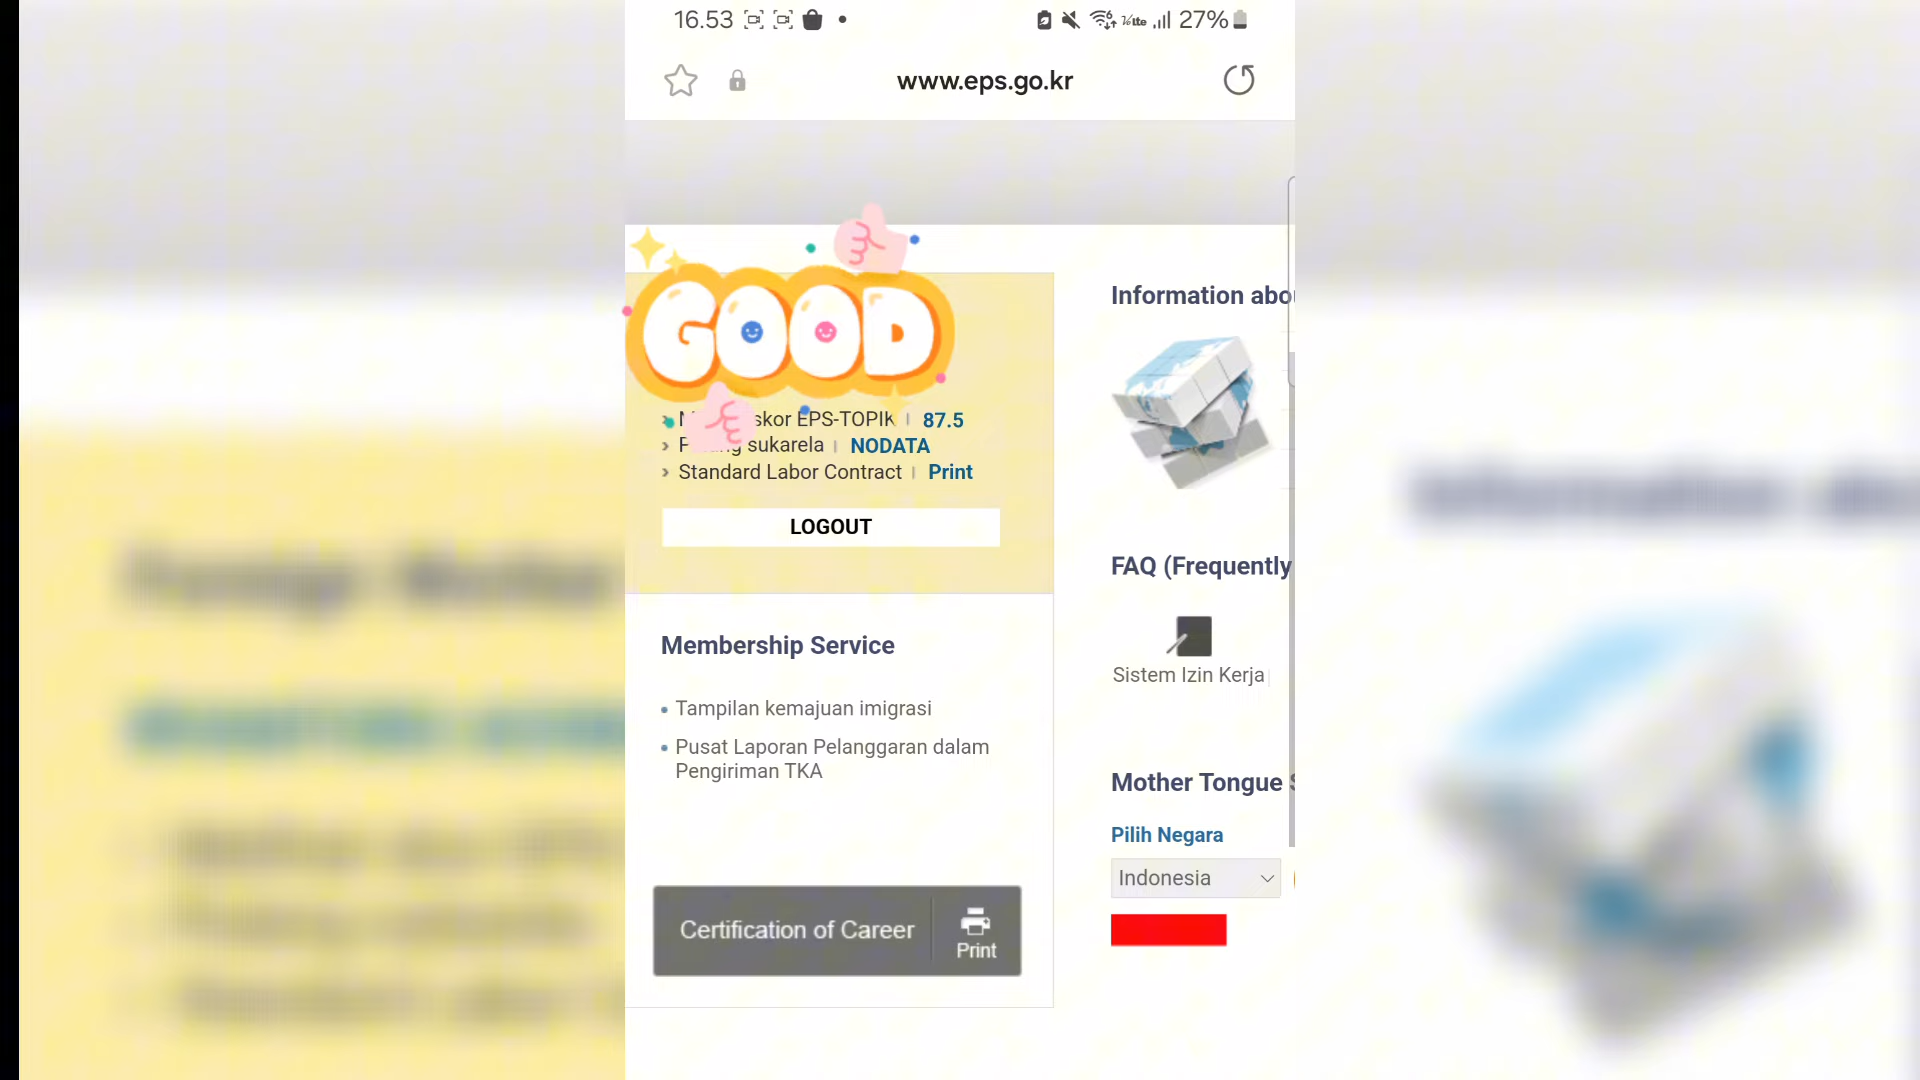 16.53
27%
www.eps.go.kr
GOOD
skor EPS-TOPIK 87.5
sukarela NODATA
Standard Labor Contract Print
LOGOUT
Membership Service
Tampilan kemajuan imigrasi
Pusat Laporan Pelanggaran dalam
Pengiriman TKA
Certification of Career
Print
Information abo
FAQ (Frequently
Sistem Izin Kerja
Mother Tongue
Pilih Negara
Indonesia